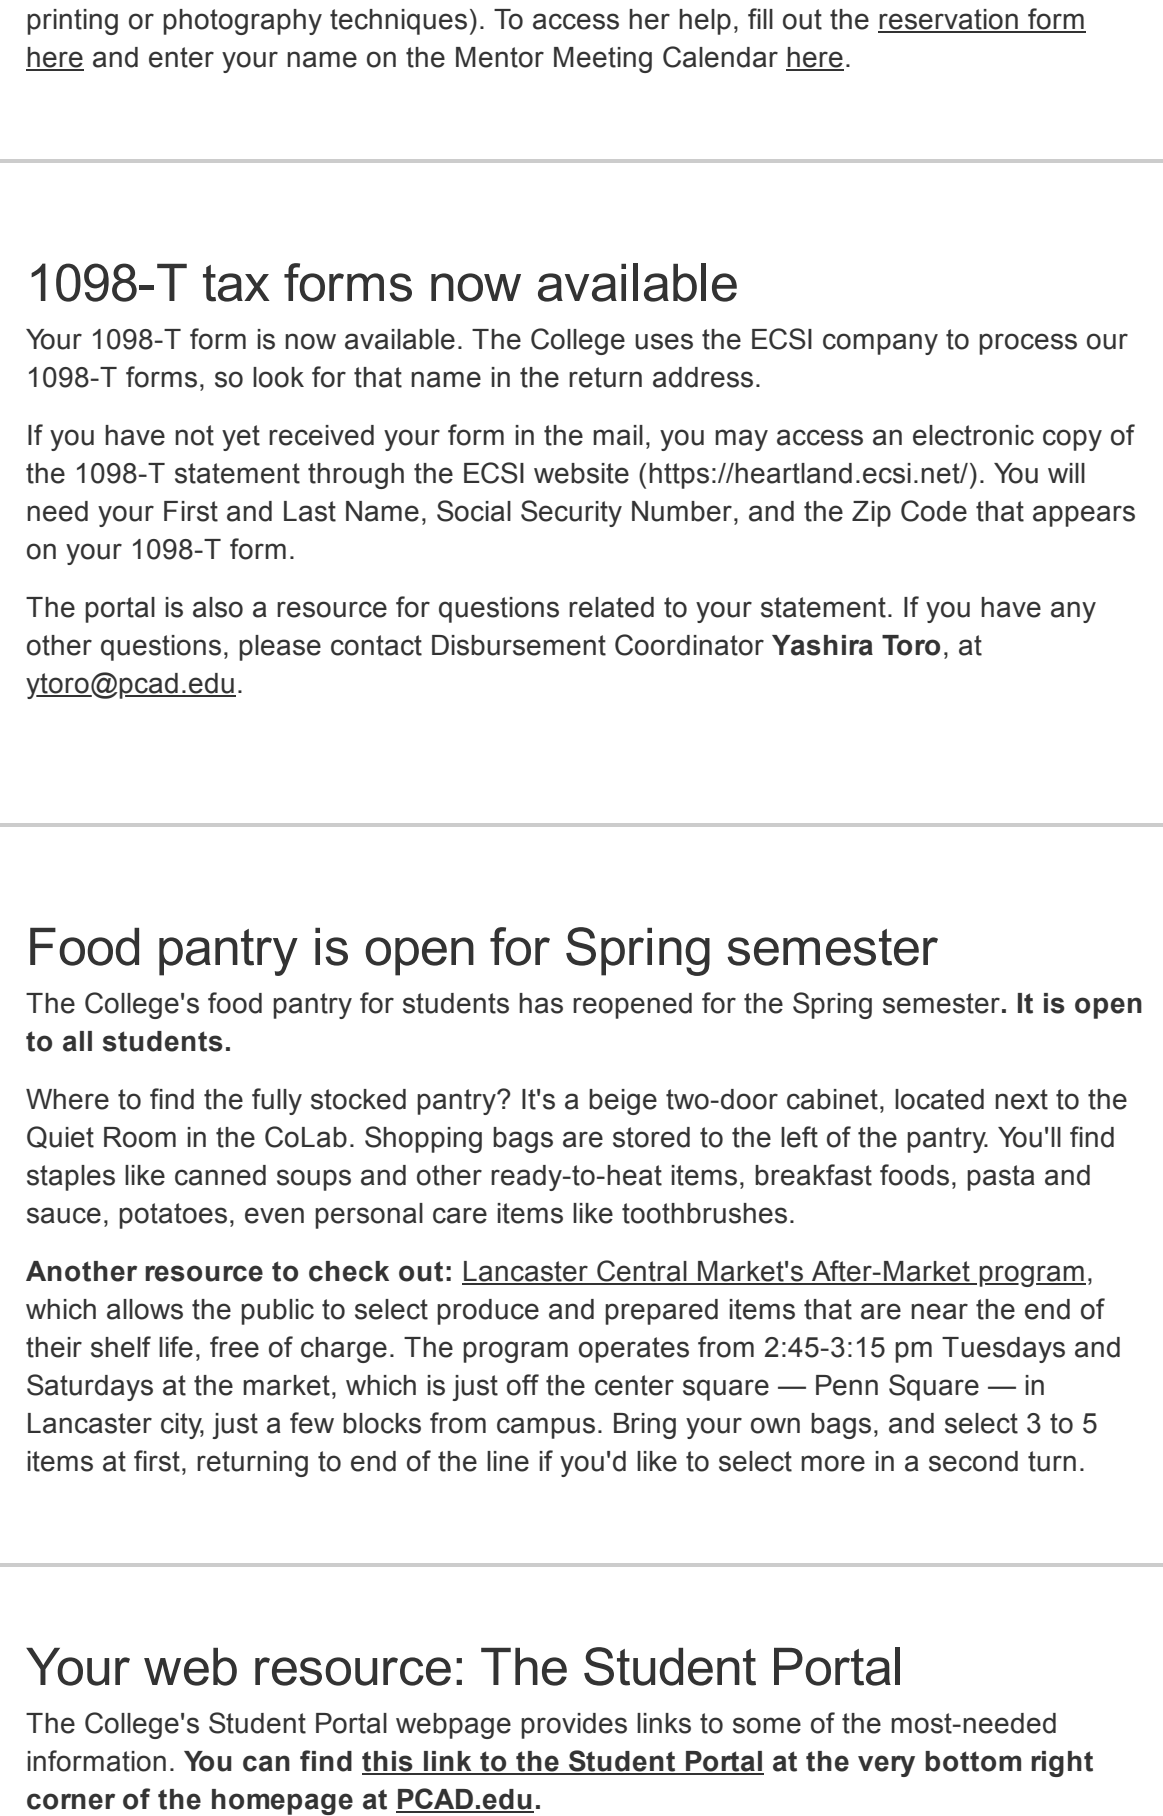 printing or photography techniques). To access her help, fill out the reservation form
here and enter your name on the Mentor Meeting Calendar here.
1098-T tax forms now available
Your 1098-T form is now available. The College uses the ECSI company to process our
1098-T forms, so look for that name in the return address.
If you have not yet received your form in the mail, you may access an electronic copy of
the 1098-T statement through the ECSI website (https://heartland.ecsi.net/). You will
need your First and Last Name, Social Security Number, and the Zip Code that appears
on your 1098-T form.
The portal is also a resource for questions related to your statement. If you have any
other questions, please contact Disbursement Coordinator Yashira Toro, at
ytoro@pcad.edu.
Food pantry is open for Spring semester
The College's food pantry for students has reopened for the Spring semester. It is open
to all students.
Where to find the fully stocked pantry? It's a beige two-door cabinet, located next to the
Quiet Room in the CoLab. Shopping bags are stored to the left of the pantry. You'll find
staples like canned soups and other ready-to-heat items, breakfast foods, pasta and
sauce, potatoes, even personal care items like toothbrushes.
Another resource to check out: Lancaster Central Market's After-Market program,
which allows the public to select produce and prepared items that are near the end of
their shelf life, free of charge. The program operates from 2:45-3:15 pm Tuesdays and
Saturdays at the market, which is just off the center square — Penn Square — in
Lancaster city, just a few blocks from campus. Bring your own bags, and select 3 to 5
items at first, returning to end of the line if you'd like to select more in a second turn.
Your web resource: The Student Portal
The College's Student Portal webpage provides links to some of the most-needed
information. You can find this link to the Student Portal at the very bottom right
corner of the homepage at PCAD.edu.